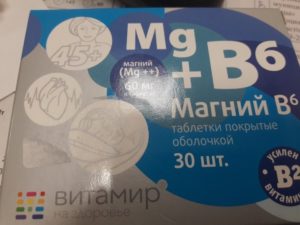 45+
Mg
+ B6
магний
(Mg ++)
60 мг
Магний B6
таблетки покрытые
оболочкой
30 шт.
усилен
B2
витамир
на здоровье